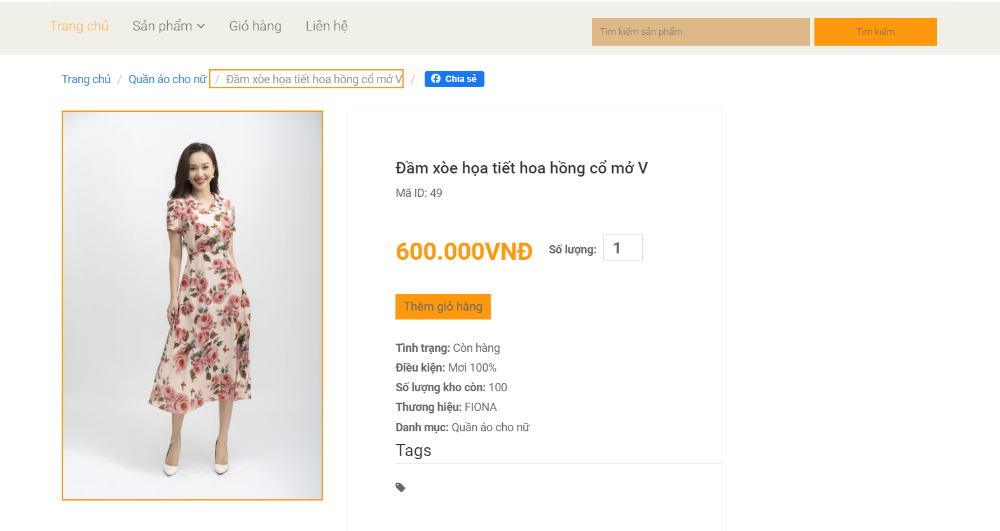 Trang chủ Sản phẩm Giỏ hàng Liên hệ Tìm kiếm sản phẩm Tìm kiếm
Trang chủ / Quần áo cho nữ / Đầm xòe họa tiết hoa hồng cổ mở V / Chia sẻ
Đầm xòe họa tiết hoa hồng cổ mở V
Mã ID: 49
600.000VNĐ Số lượng: 1
Thêm giỏ hàng
Tình trạng: Còn hàng
Điều kiện: Mơi 100%
Số lượng kho còn: 100
Thương hiệu: FIONA
Danh mục: Quần áo cho nữ
Tags